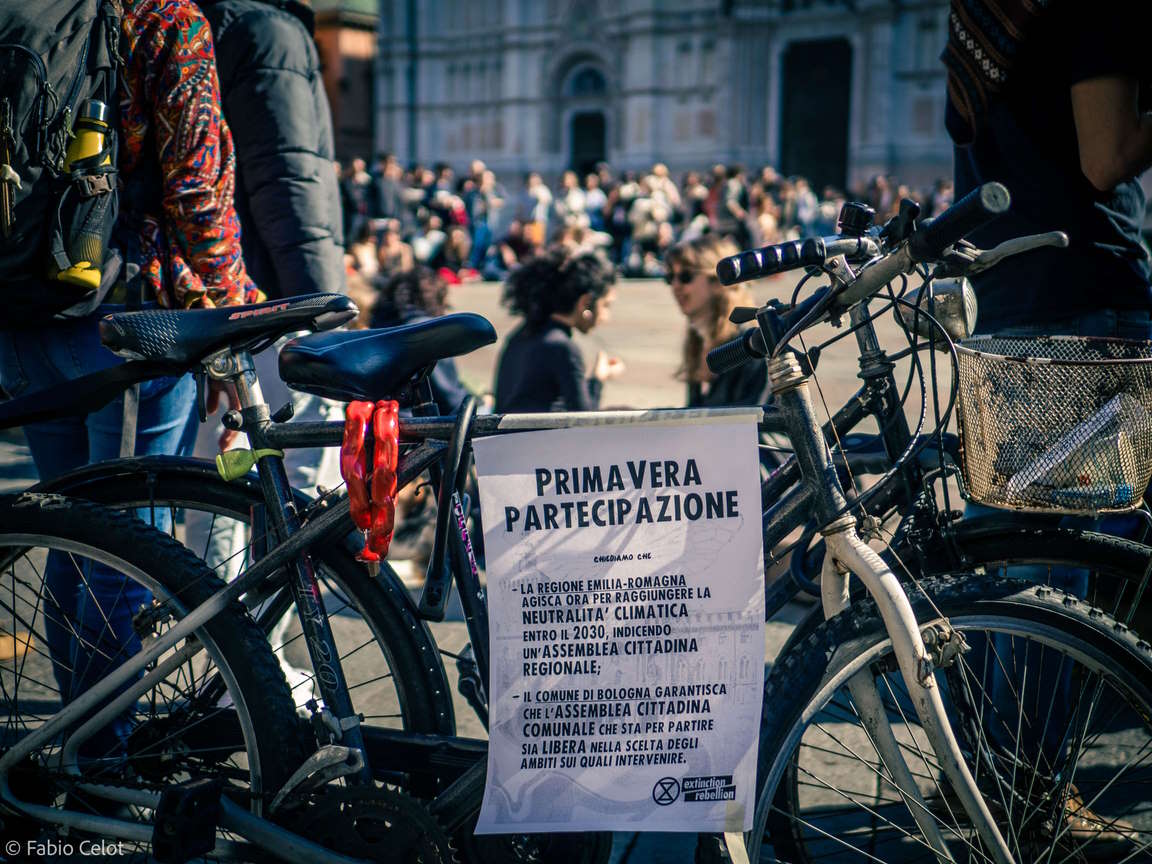 SPIRIT
PRIMAVERA
PARTECIPAZIONE
CHIEDIAMO CHE
- LA REGIONE EMILIA-ROMAGNA
AGISCA ORA PER RAGGIUNGERE LA
NEUTRALITA' CLIMATICA
ENTRO IL 2030, INDICENDO
UN'ASSEMBLEA CITTADINA
REGIONALE;
- IL COMUNE DI BOLOGNA GARANTISCA
CHE L'ASSEMBLEA CITTADINA
COMUNALE CHE STA PER PARTIRE
SIA LIBERA NELLA SCELTA DEGLI
AMBITI SUI QUALI INTERVENIRE.
extinction
rebellion
© Fabio Celot